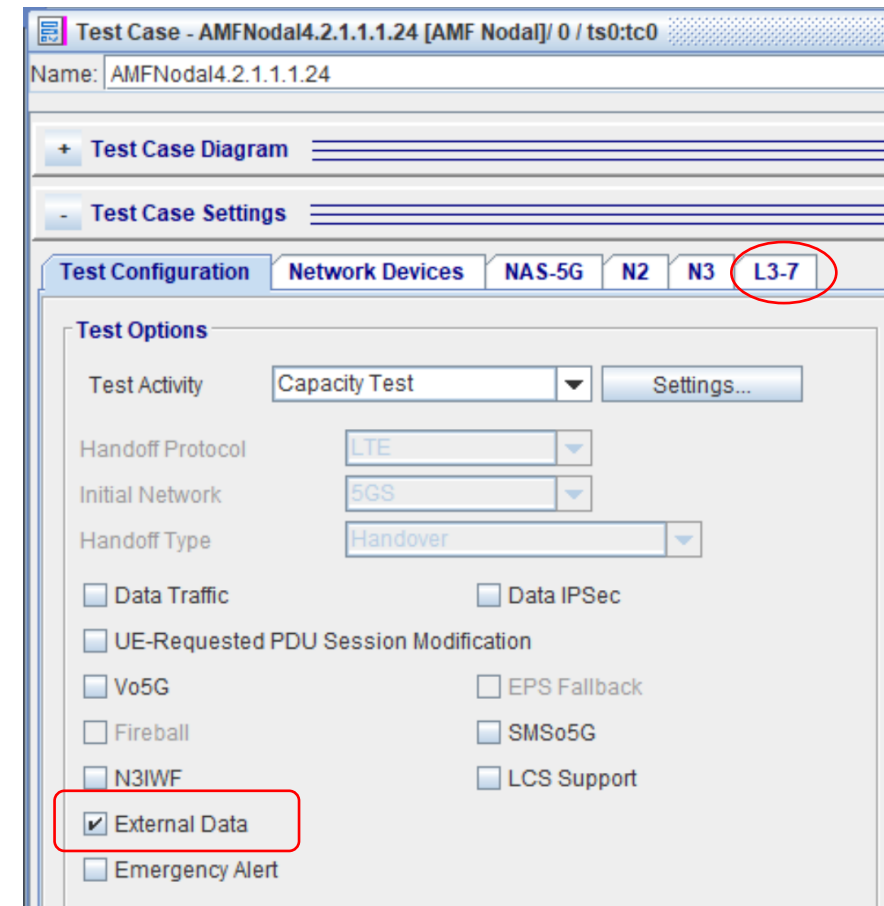 Test Case - AMFNodal4.2.1.1.1.24 [AMF Nodal]/ 0 / ts0:tc0
Name: AMFNodal4.2.1.1.1.24
+ Test Case Diagram
- Test Case Settings
Test Configuration Network Devices NAS-5G N2 N3 L3-7
Test Options
Test Activity Capacity Test Settings...
Handoff Protocol LTE
Initial Network 5GS
Handoff Type Handover
Data Traffic Data IPSec
UE-Requested PDU Session Modification
Vo5G EPS Fallback
Fireball SMSo5G
N3IWF LCS Support
External Data
Emergency Alert